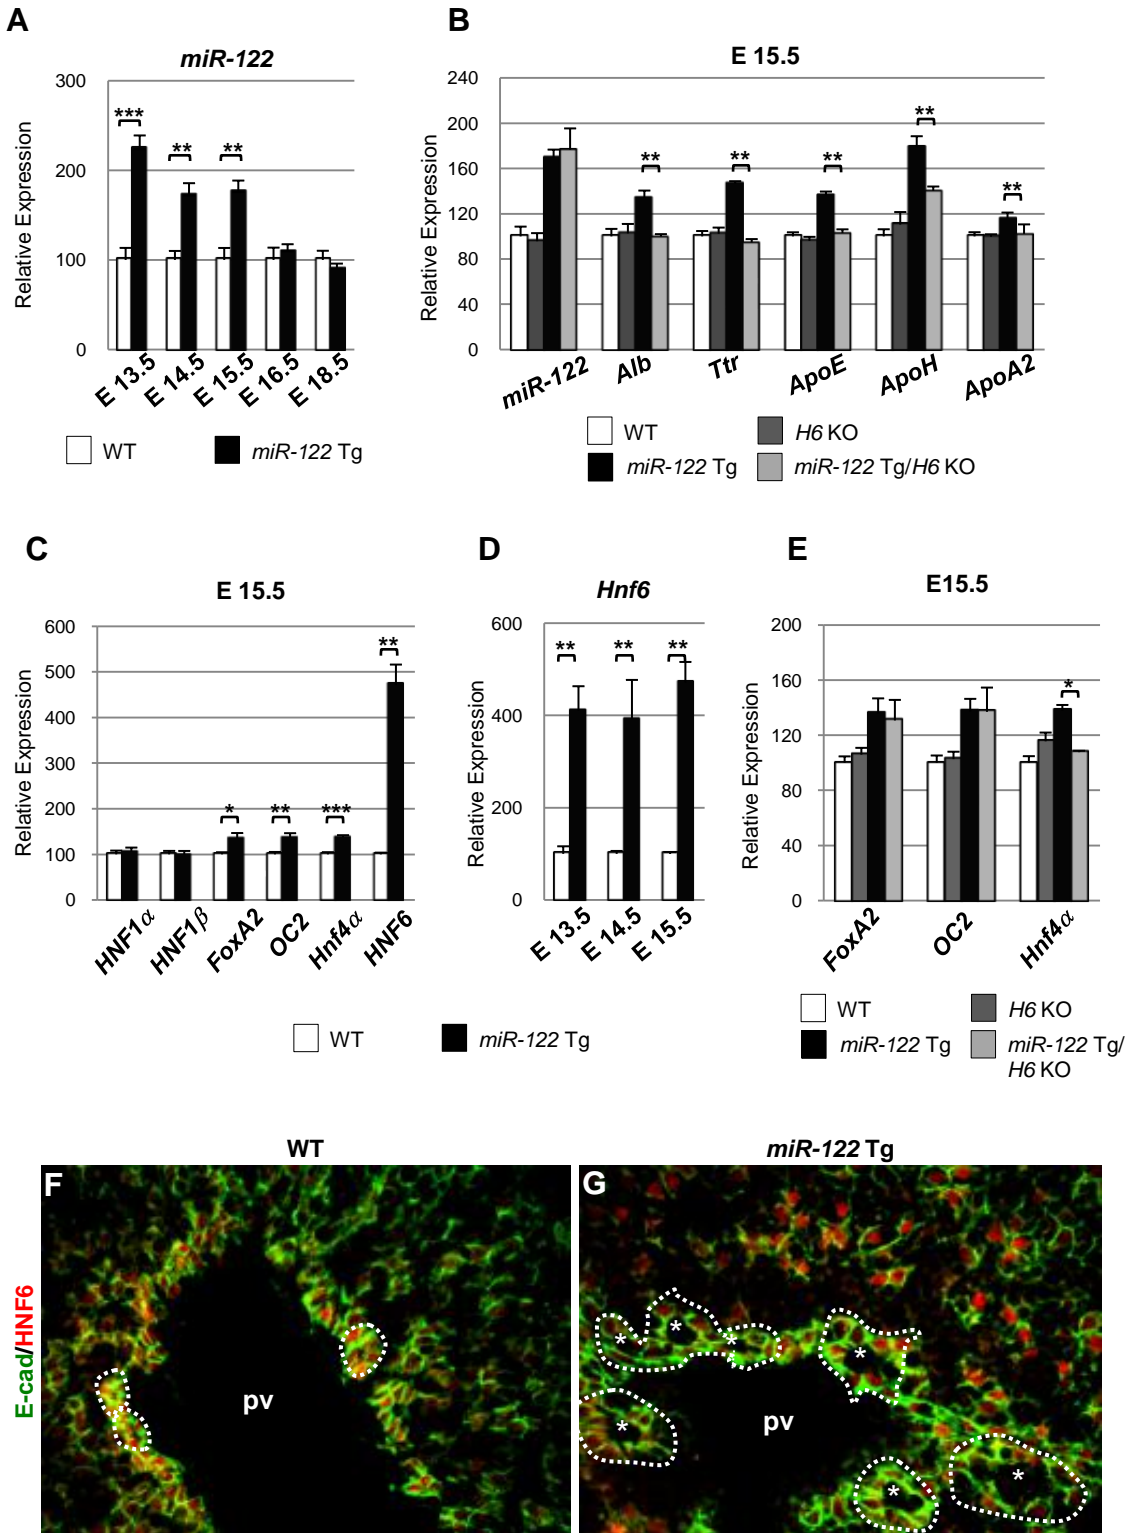 A
miR-122
Relative Expression
300
200
100
0
***
**
**
E 13.5
E 14.5
E 15.5
E 16.5
E 18.5
WT
miR-122 Tg
B
E 15.5
Relative Expression
240
200
160
120
80
40
0
**
**
**
**
**
miR-122
Alb
Ttr
ApoE
ApoH
ApoA2
WT
H6 KO
miR-122 Tg
miR-122 Tg/H6 KO
C
E 15.5
Relative Expression
600
500
400
300
200
100
0
*
**
***
**
HNF1α
HNF1β
FoxA2
OC2
Hnf4α
HNF6
D
Hnf6
Relative Expression
600
400
200
0
**
**
**
E 13.5
E 14.5
E 15.5
WT
miR-122 Tg
E
E15.5
Relative Expression
200
160
120
80
40
0
*
FoxA2
OC2
Hnf4α
WT
H6 KO
miR-122 Tg
miR-122 Tg/
H6 KO
WT
miR-122 Tg
E-cad/HNF6
F
pv
G
*
*
*
*
*
pv
*
*